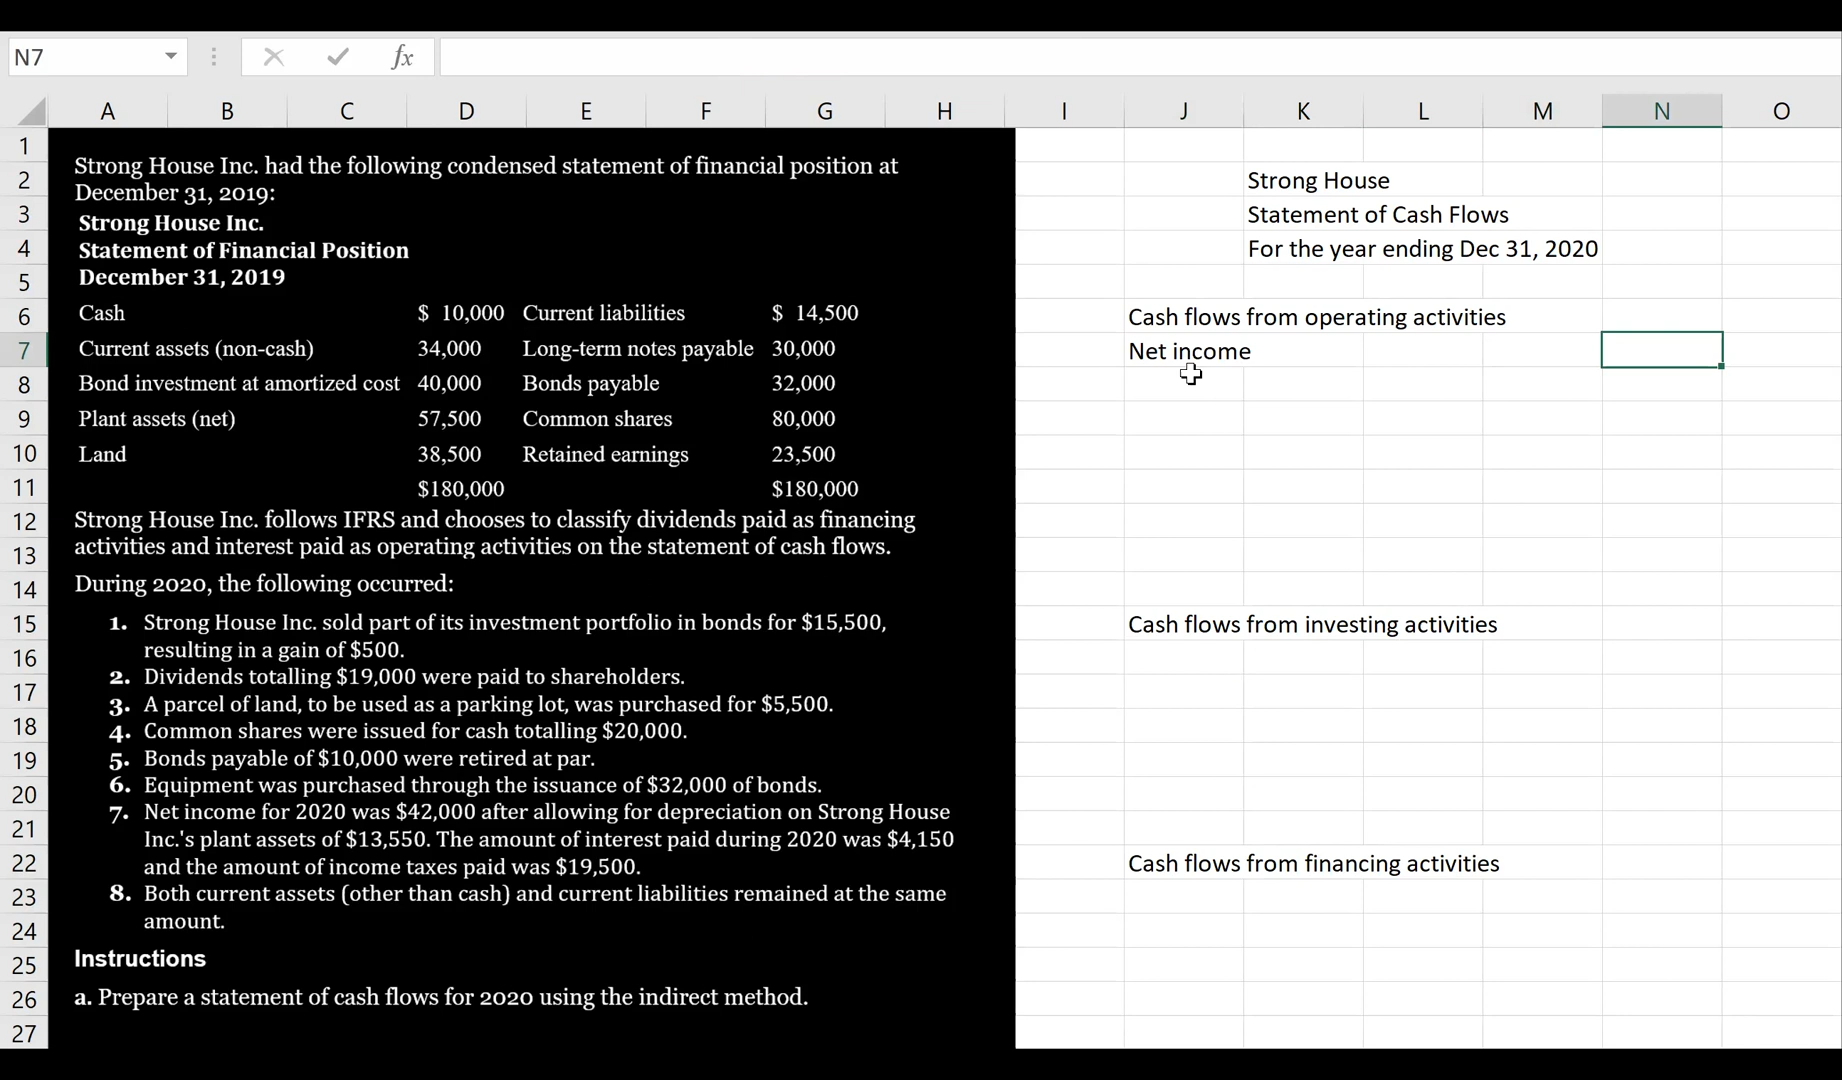 N7
fx
A B C D E F G H I J K L M N O
1
2
3
4
5
6
7
8
9
10
11
12
13
14
15
16
17
18
19
20
21
22
23
24
25
26
27
Strong House Inc. had the following condensed statement of financial position at
December 31, 2019:
Strong House Inc.
Statement of Financial Position
December 31, 2019
Cash $ 10,000 Current liabilities $ 14,500
Current assets (non-cash) 34,000 Long-term notes payable 30,000
Bond investment at amortized cost 40,000 Bonds payable 32,000
Plant assets (net) 57,500 Common shares 80,000
Land 38,500 Retained earnings 23,500
$180,000 $180,000
Strong House Inc. follows IFRS and chooses to classify dividends paid as financing
activities and interest paid as operating activities on the statement of cash flows.
During 2020, the following occurred:
1. Strong House Inc. sold part of its investment portfolio in bonds for $15,500,
resulting in a gain of $500.
2. Dividends totalling $19,000 were paid to shareholders.
3. A parcel of land, to be used as a parking lot, was purchased for $5,500.
4. Common shares were issued for cash totalling $20,000.
5. Bonds payable of $10,000 were retired at par.
6. Equipment was purchased through the issuance of $32,000 of bonds.
7. Net income for 2020 was $42,000 after allowing for depreciation on Strong House
Inc.'s plant assets of $13,550. The amount of interest paid during 2020 was $4,150
and the amount of income taxes paid was $19,500.
8. Both current assets (other than cash) and current liabilities remained at the same
amount.
Instructions
a. Prepare a statement of cash flows for 2020 using the indirect method.
Strong House
Statement of Cash Flows
For the year ending Dec 31, 2020
Cash flows from operating activities
Net income
Cash flows from investing activities
Cash flows from financing activities